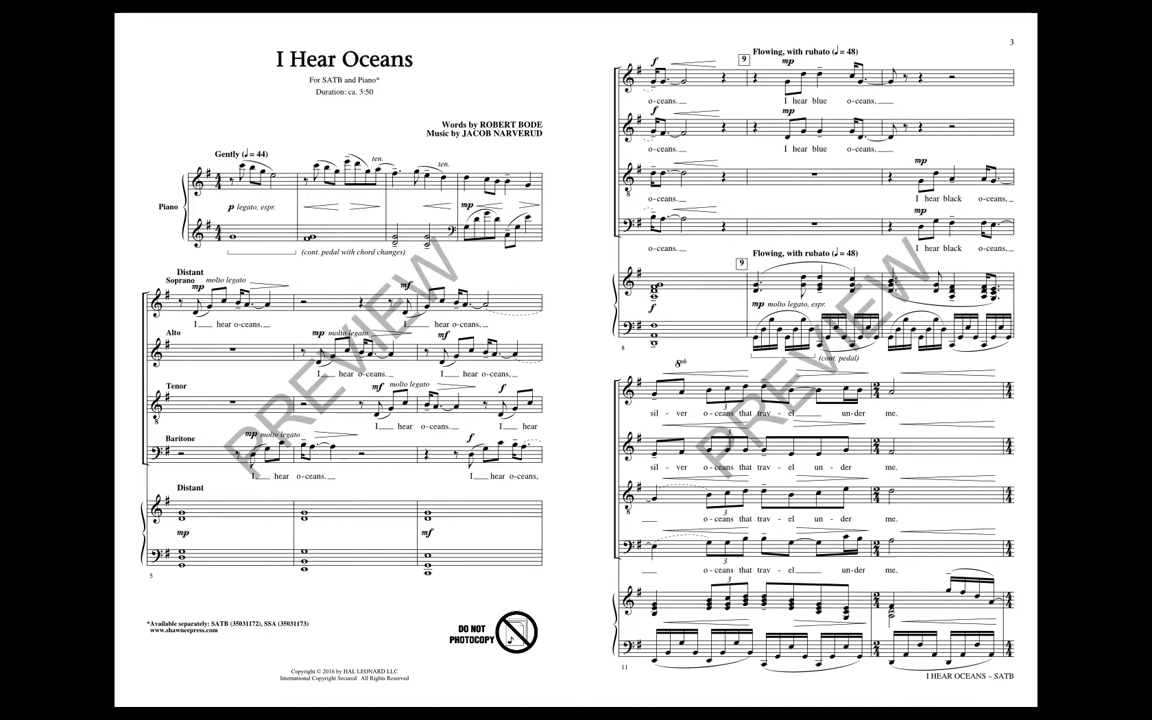 I Hear Oceans
For SATB and Piano*
Duration: ca. 3:50
Words by ROBERT BODE
Music by JACOB NARVERUD
Gently (♩ = 44)
ten.
ten.
Piano
p legato, espr.
mp
(cont. pedal with chord changes)
Distant
Soprano
mp molto legato
mf
I hear o-ceans. I hear o-ceans,
Alto
mp molto legato
mf
I hear o-ceans, I hear o-ceans,
Tenor
mf molto legato
f
I hear o-ceans. I hear
Baritone
mp molto legato
f
I hear o-ceans. I hear o-ceans,
Distant
mp
mf
5
*Available separately: SATB (35031172), SSA (35031173)
www.shawneepress.com
DO NOT
PHOTOCOPY
Copyright © 2016 by HAL LEONARD LLC
International Copyright Secured All Rights Reserved
PREVIEW
3
9
Flowing, with rubato (♩ = 48)
f
mp
o-ceans. I hear blue o-ceans,
f
mp
o-ceans. I hear blue o-ceans,
mp
o-ceans. I hear black o-ceans,
mp
o-ceans. I hear black o-ceans,
9
Flowing, with rubato (♩ = 48)
f
mp molto legato, espr.
(cont. pedal)
8
8vb
sil - ver o-ceans that trav - el un-der me.
3
sil - ver o-ceans that trav - el un - der me.
3
o - ceans that trav - el un - der me.
3
o - ceans that trav - el un-der me.
3
3
11
I HEAR OCEANS – SATB
PREVIEW